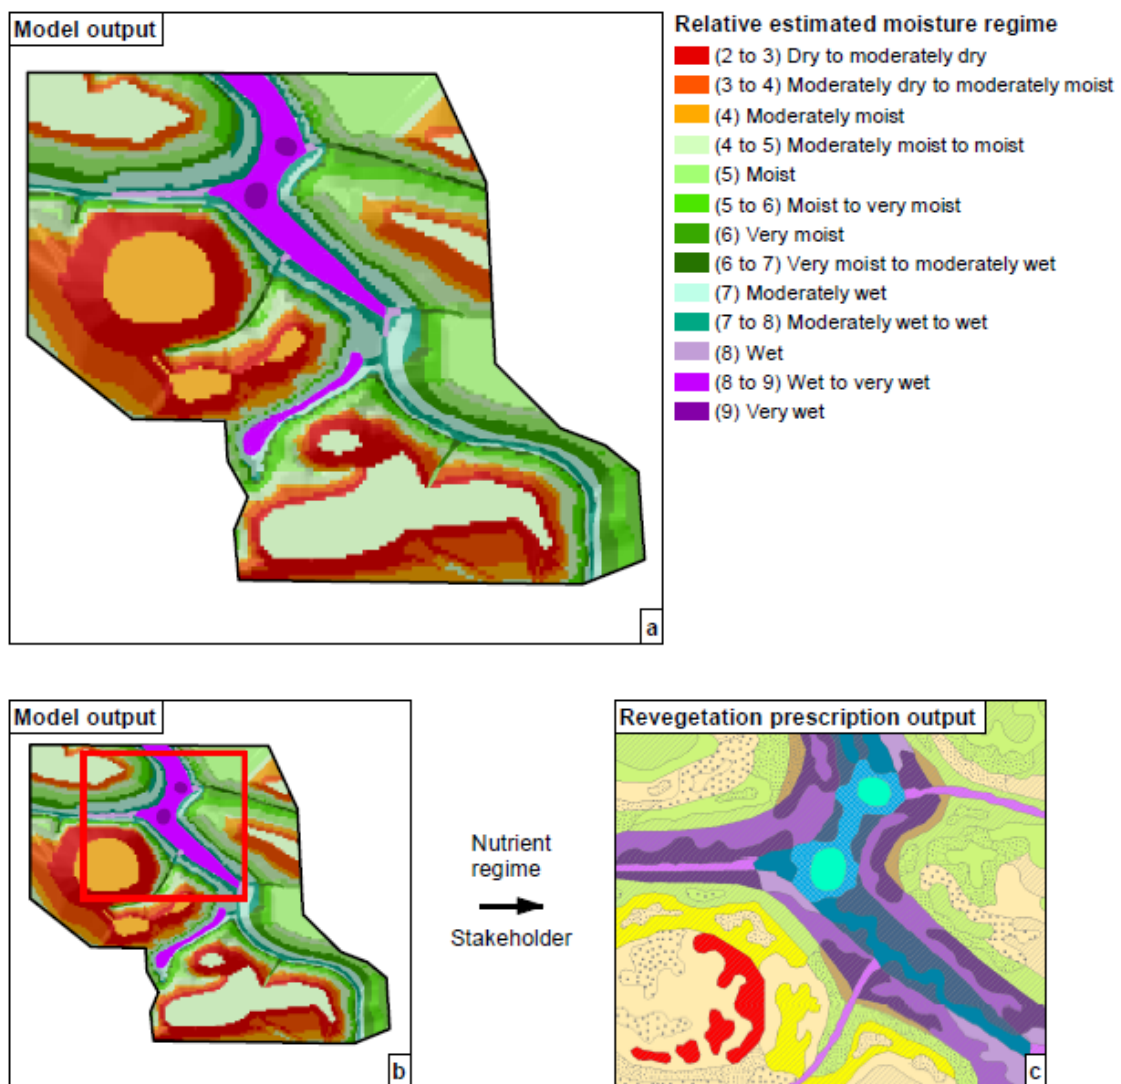 Model output
Relative estimated moisture regime
(2 to 3) Dry to moderately dry
(3 to 4) Moderately dry to moderately moist
(4) Moderately moist
(4 to 5) Moderately moist to moist
(5) Moist
(5 to 6) Moist to very moist
(6) Very moist
(6 to 7) Very moist to moderately wet
(7) Moderately wet
(7 to 8) Moderately wet to wet
(8) Wet
(8 to 9) Wet to very wet
(9) Very wet
a
Model output
b
Nutrient
regime
Stakeholder
Revegetation prescription output
c